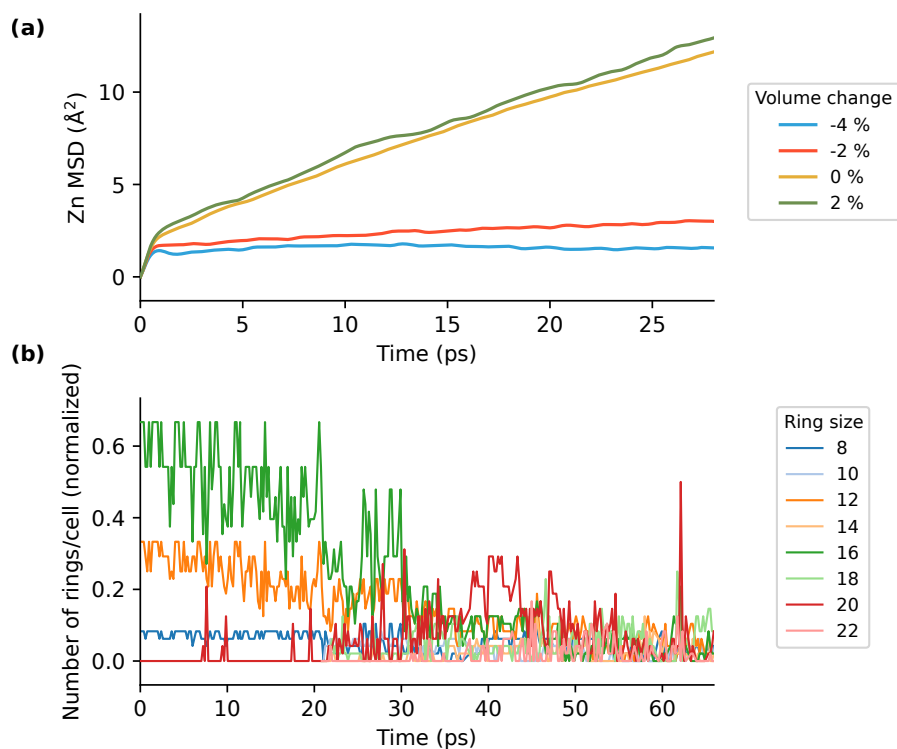 (a)
Zn MSD (Å²)
10
5
0
0 5 10 15 20 25
Time (ps)
Volume change
-4 %
-2 %
0 %
2 %
(b)
Number of rings/cell (normalized)
0.6
0.4
0.2
0.0
0 10 20 30 40 50 60
Time (ps)
Ring size
8
10
12
14
16
18
20
22